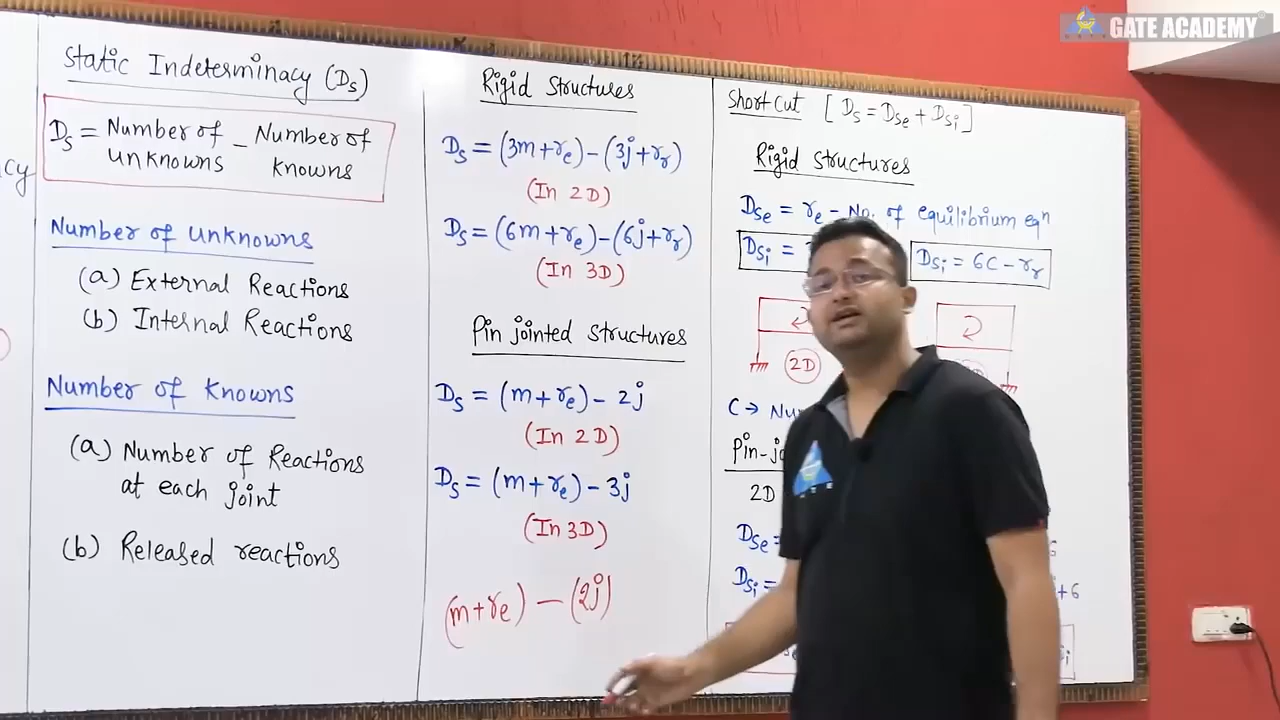 GATE ACADEMY
Static Indeterminacy (Ds)
Ds = Number of unknowns - Number of knowns
Number of unknowns
(a) External Reactions
(b) Internal Reactions
Number of knowns
(a) Number of Reactions
at each joint
(b) Released reactions
Rigid Structures
Ds = (3m+re) - (3j+rr)
(In 2D)
Ds = (6m+re) - (6j+rr)
(In 3D)
Pin jointed structures
Ds = (m+re) - 2j
(In 2D)
Ds = (m+re) - 3j
(In 3D)
(m+re) - (2j)
Shortcut [Ds = Dse + Dsi]
Rigid structures
Dse = re - No. of equilibrium eqn
Dsi = 
Dsi = 6C - rr
2D
C →
Pin-
2D
Dse =
Dsi =
+6